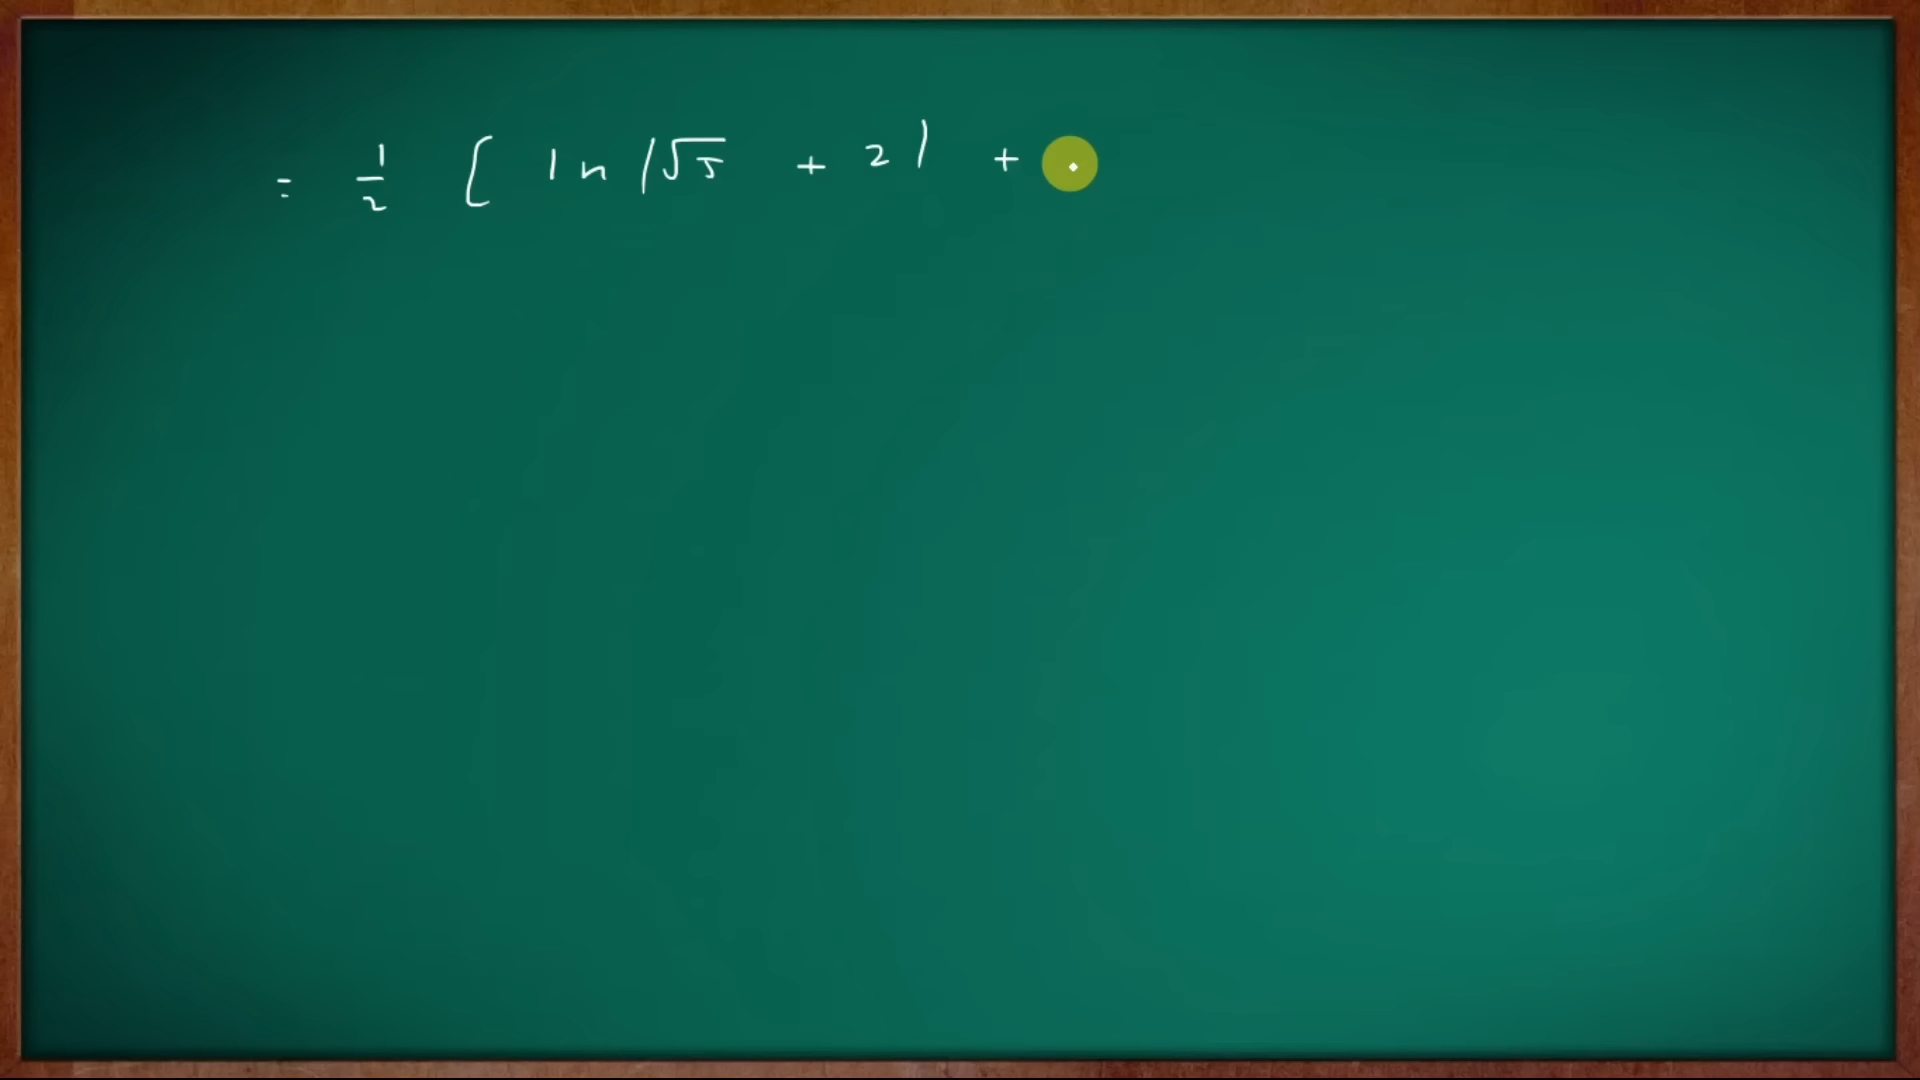 = 1/2 [ ln |√5 + 2| +